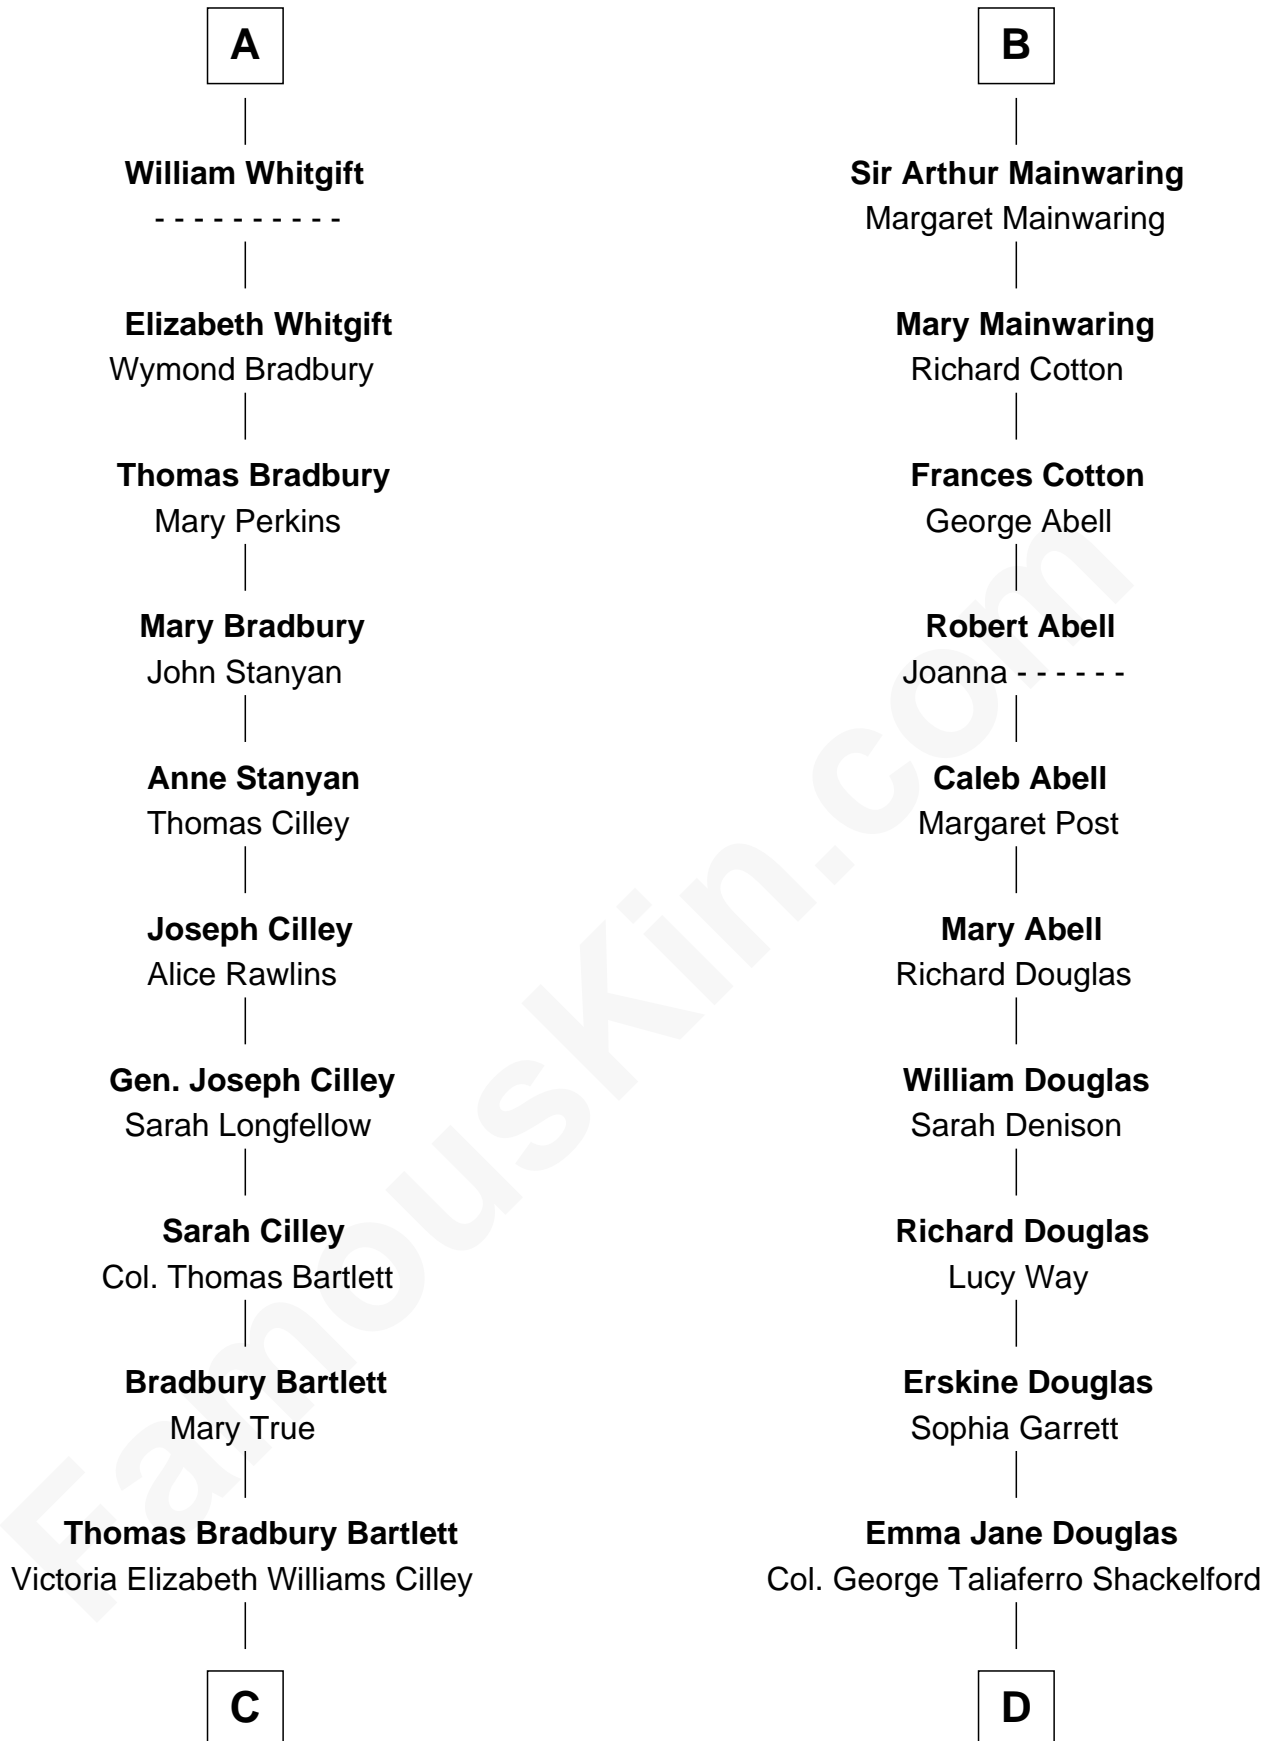 A
William Whitgift
- - - - - - - - - -
Elizabeth Whitgift
Wymond Bradbury
Thomas Bradbury
Mary Perkins
Mary Bradbury
John Stanyan
Anne Stanyan
Thomas Cilley
Joseph Cilley
Alice Rawlins
Gen. Joseph Cilley
Sarah Longfellow
Sarah Cilley
Col. Thomas Bartlett
Bradbury Bartlett
Mary True
Thomas Bradbury Bartlett
Victoria Elizabeth Williams Cilley
C
B
Sir Arthur Mainwaring
Margaret Mainwaring
Mary Mainwaring
Richard Cotton
Frances Cotton
George Abell
Robert Abell
Joanna - - - - - -
Caleb Abell
Margaret Post
Mary Abell
Richard Douglas
William Douglas
Sarah Denison
Richard Douglas
Lucy Way
Erskine Douglas
Sophia Garrett
Emma Jane Douglas
Col. George Taliaferro Shackelford
D
FamousKin.com